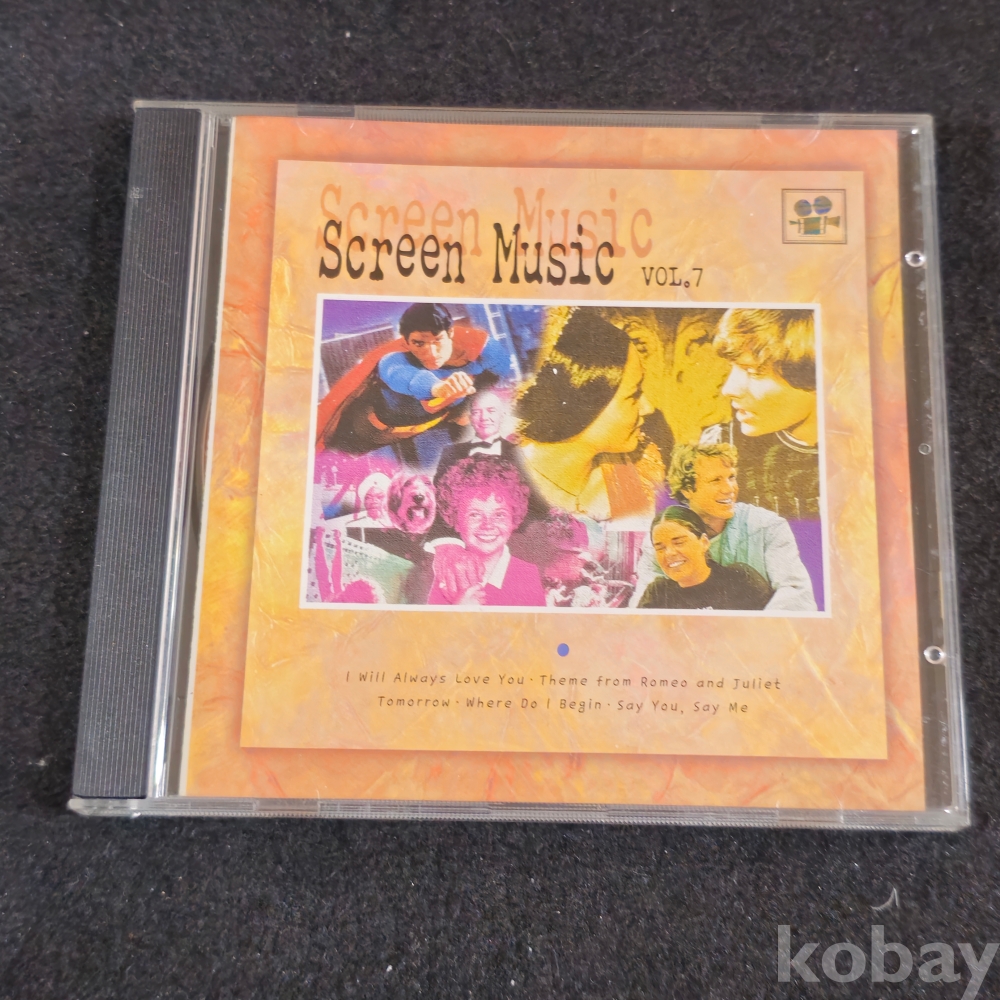 Screen Music
Screen Music VOL.7
I Will Always Love You · Theme from Romeo and Juliet
Tomorrow · Where Do I Begin · Say You, Say Me
kobay